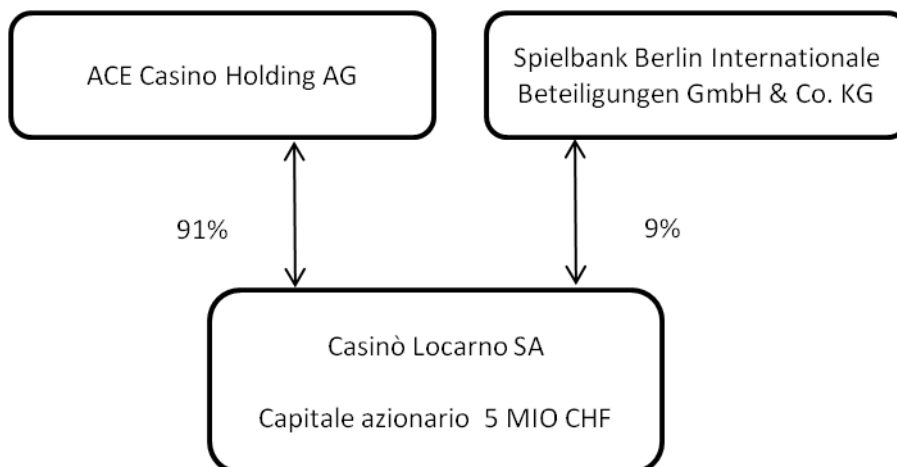 ACE Casino Holding AG
Spielbank Berlin Internationale
Beteiligungen GmbH & Co. KG
91%
9%
Casinò Locarno SA
Capitale azionario  5 MIO CHF